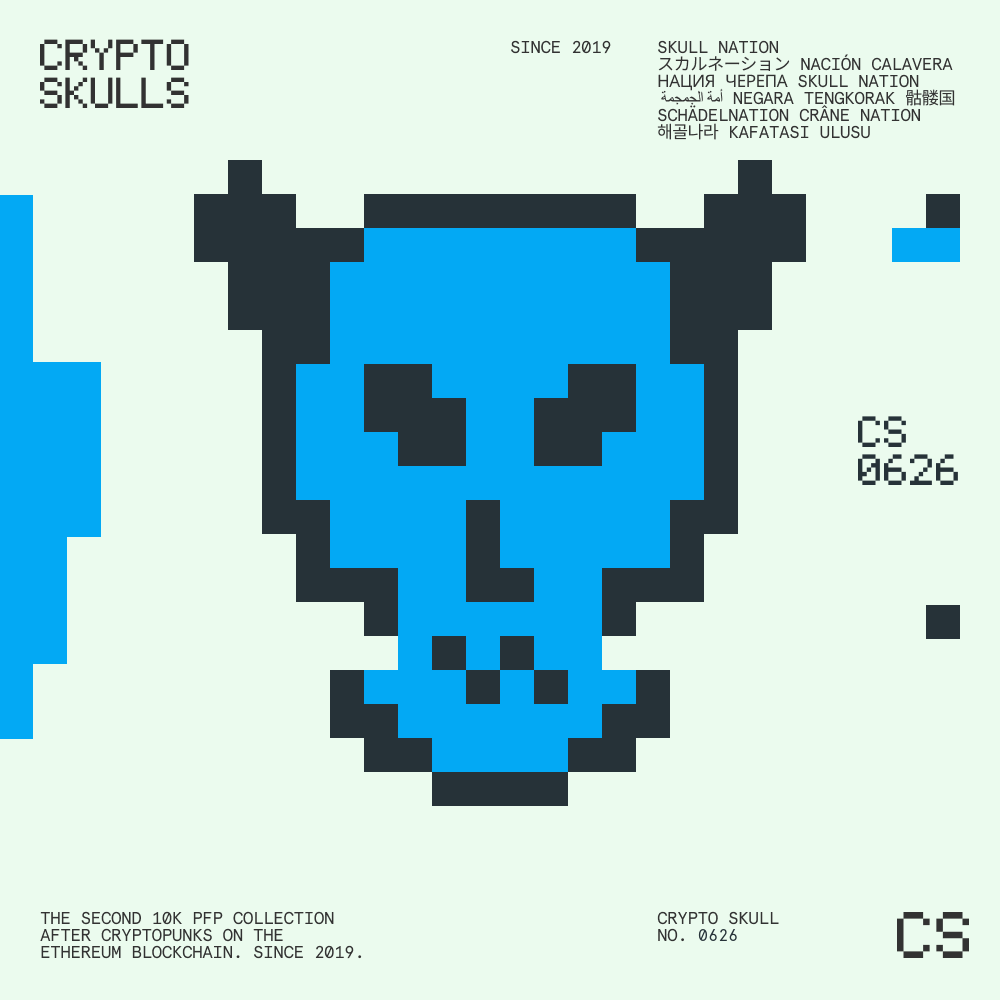 CRYPTO
SKULLS
SINCE 2019
SKULL NATION
スカルネーション NACIÓN CALAVERA
НАЦИЯ ЧЕРЕПА SKULL NATION
أمة الجمجمة NEGARA TENGKORAK 骷髅国
SCHÄDELNATION CRÂNE NATION
해골나라 KAFATASI ULUSU
CS
0626
THE SECOND 10K PFP COLLECTION
AFTER CRYPTOPUNKS ON THE
ETHEREUM BLOCKCHAIN. SINCE 2019.
CRYPTO SKULL
NO. 0626
CS